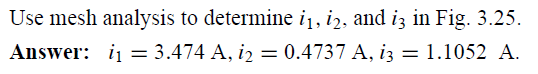 Use mesh analysis to determine i₁, i₂, and i₃ in Fig. 3.25.
Answer: i₁ = 3.474 A, i₂ = 0.4737 A, i₃ = 1.1052 A.